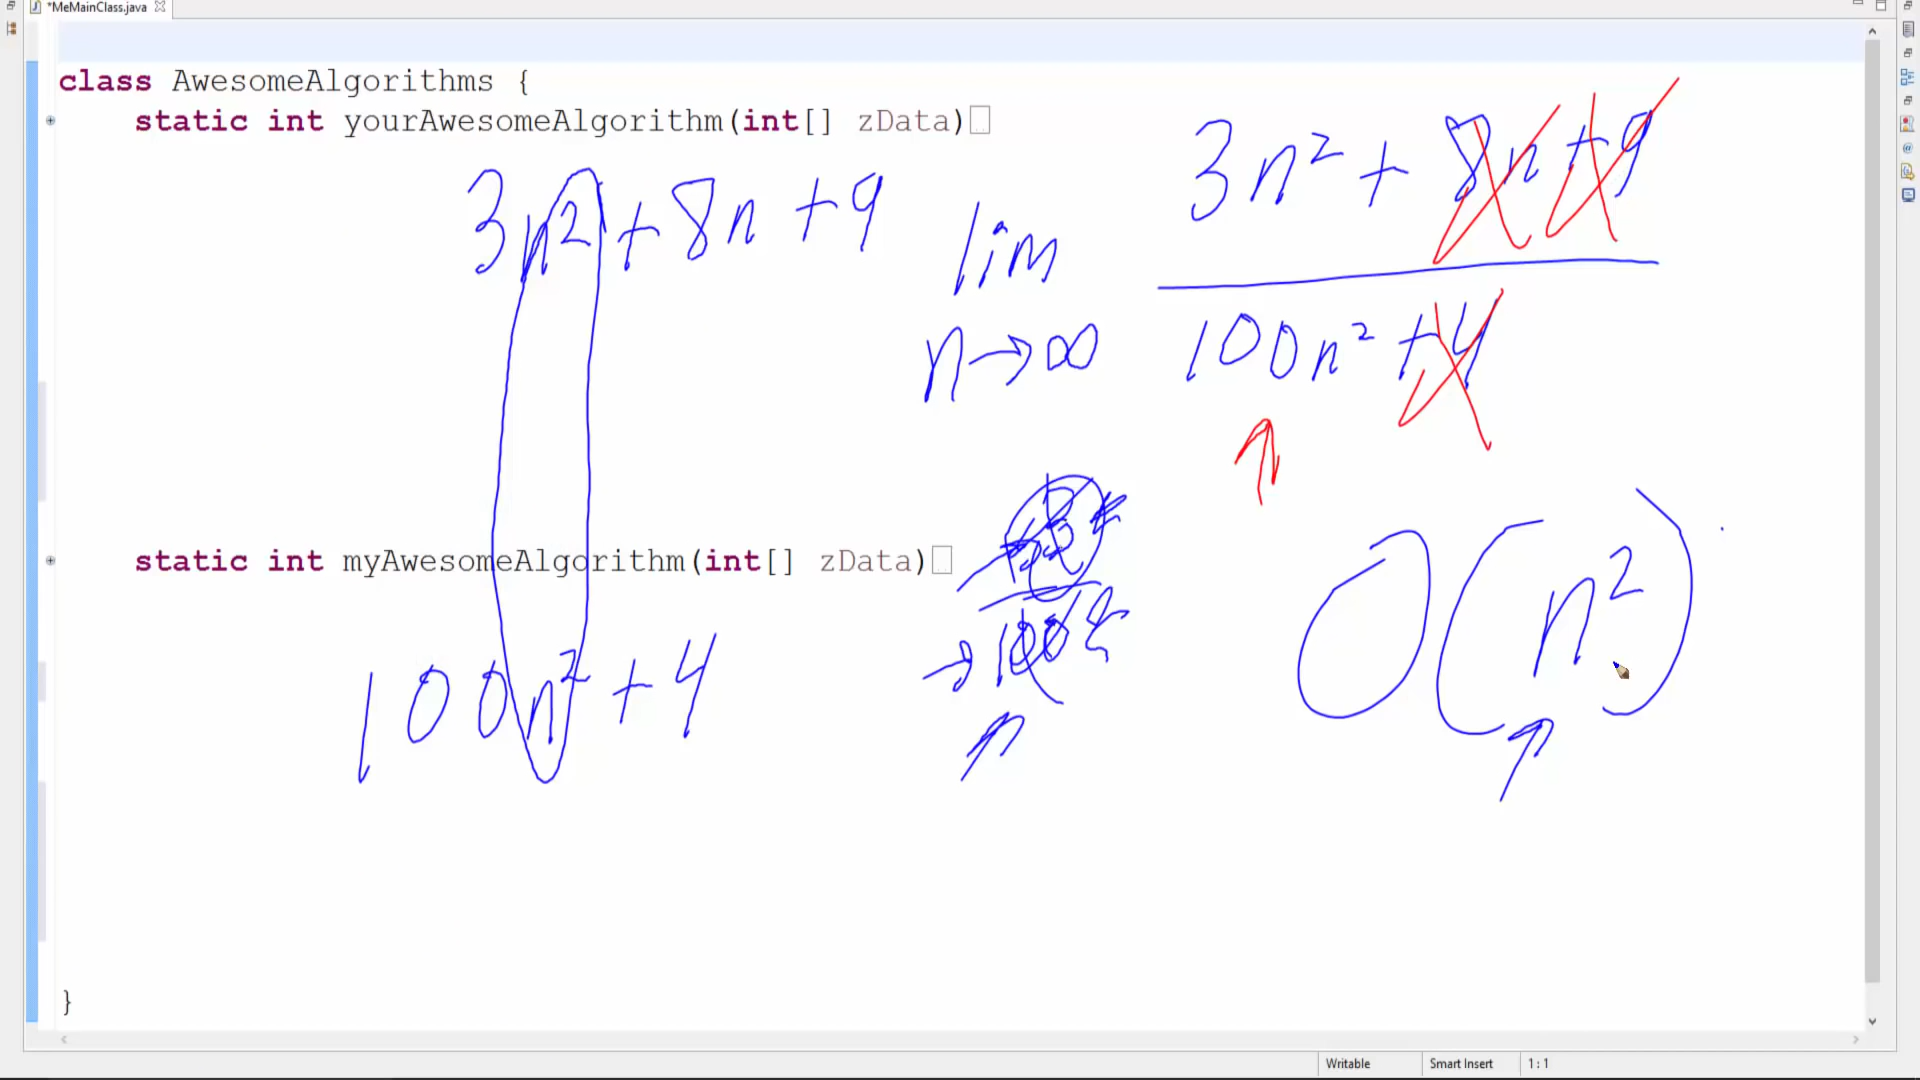 *MeMainClass.java
class AwesomeAlgorithms {
static int yourAwesomeAlgorithm(int[] zData)
3n² + 8n + 9
lim
n→∞
3n² + 8n + 9
100n² + 4
static int myAwesomeAlgorithm(int[] zData)
100n² + 4
O(n²)
}
Writable
Smart Insert
1 : 1